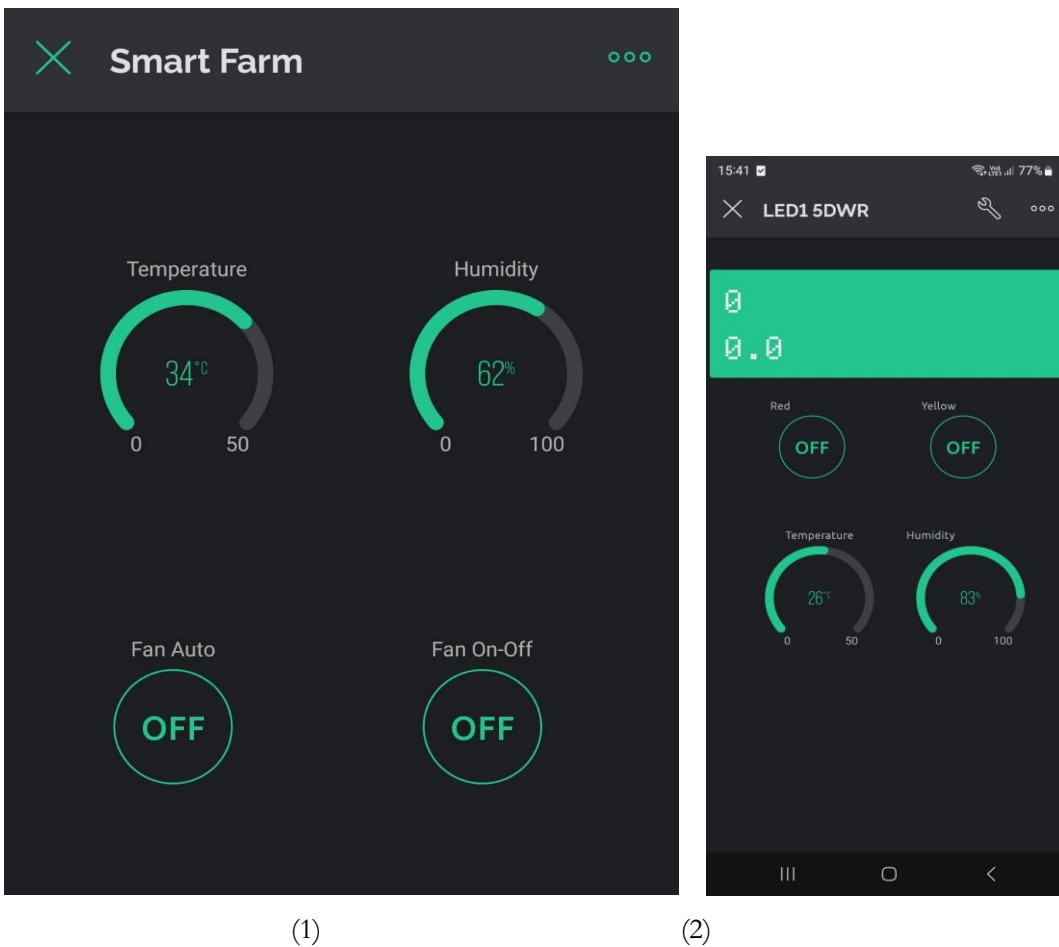 Smart Farm
Temperature
Humidity
34°C
62%
0
50
0
100
Fan Auto
Fan On-Off
OFF
OFF
15:41
77%
LED1 5DWR
0
0.0
Red
Yellow
OFF
OFF
Temperature
Humidity
26°C
83%
0
50
0
100
(1)
(2)